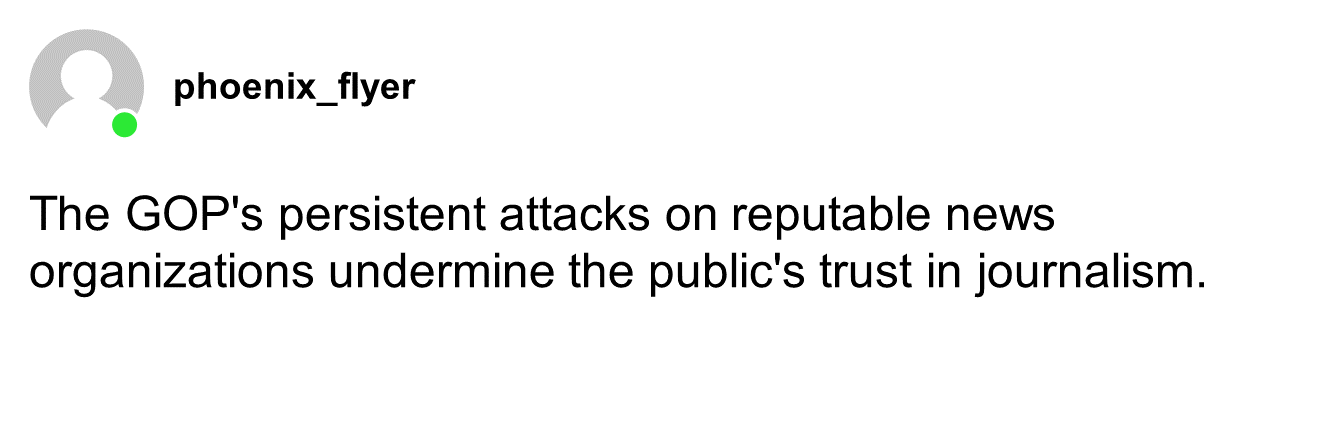 phoenix_flyer
The GOP's persistent attacks on reputable news
organizations undermine the public's trust in journalism.